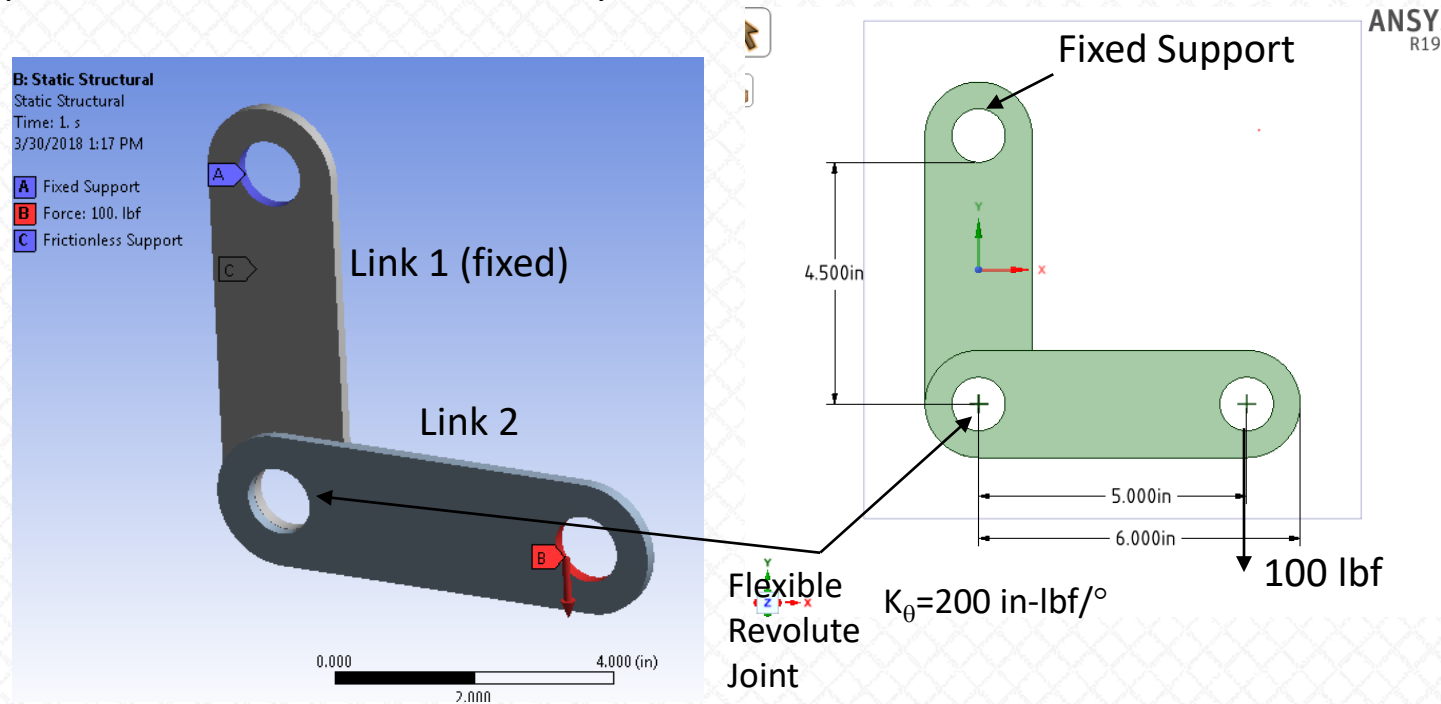 B: Static Structural
Static Structural
Time: 1. s
3/30/2018 1:17 PM
A Fixed Support
B Force: 100. lbf
C Frictionless Support
A
C
B
Link 1 (fixed)
Link 2
0.000
4.000 (in)
2.000
ANSY
R19
Fixed Support
Y
X
4.500in
5.000in
6.000in
100 lbf
Flexible
Revolute
Joint
Y
Z
X
Kθ=200 in-lbf/°